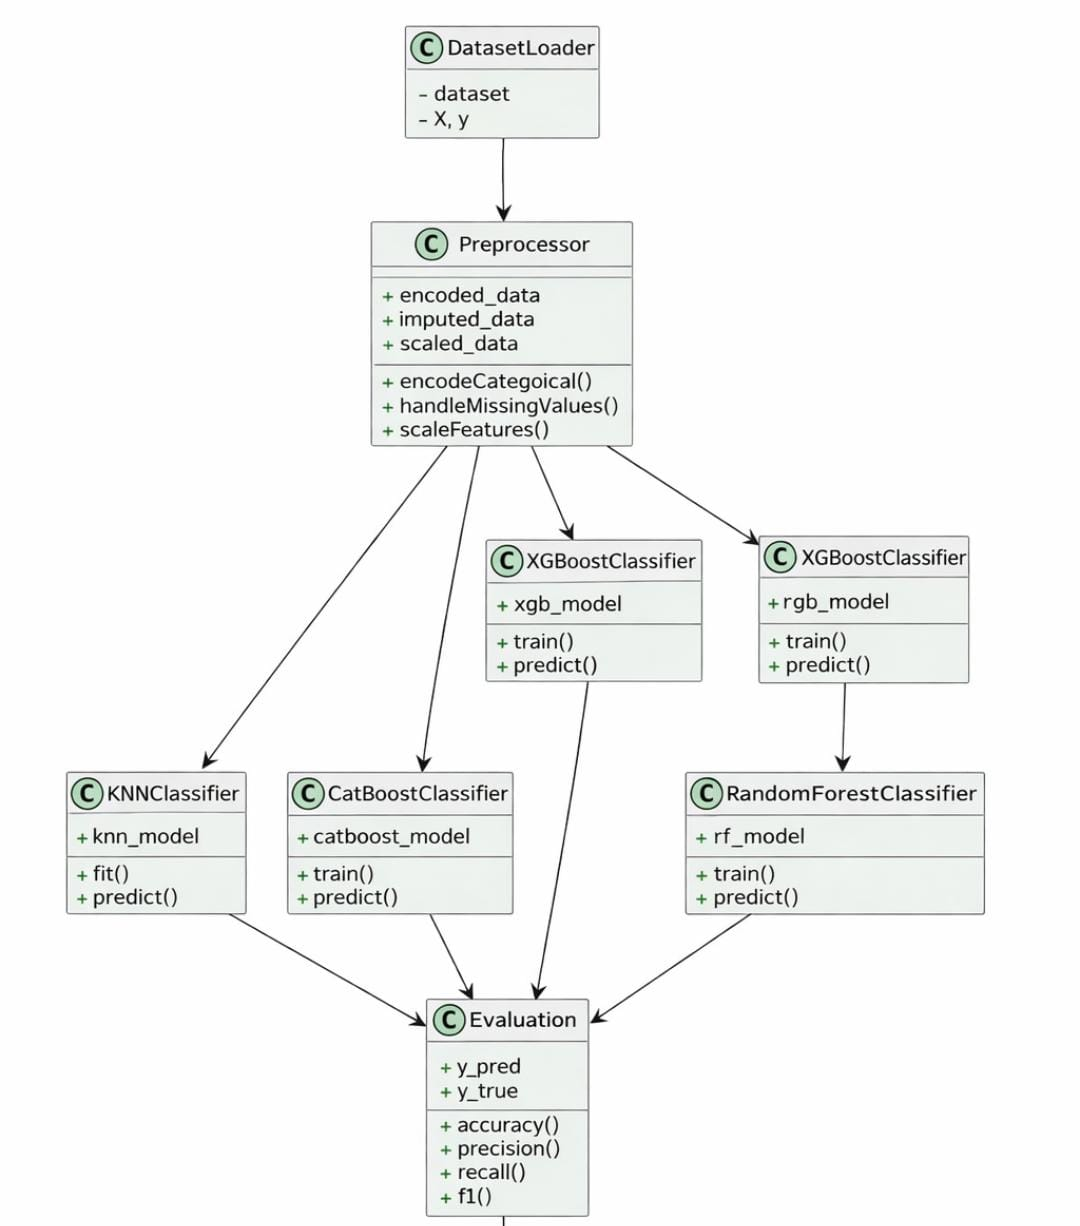 C DatasetLoader
- dataset
- X, y
C Preprocessor
+ encoded_data
+ imputed_data
+ scaled_data
+ encodeCategoical()
+ handleMissingValues()
+ scaleFeatures()
C XGBoostClassifier
+ xgb_model
+ train()
+ predict()
C XGBoostClassifier
+ rgb_model
+ train()
+ predict()
C KNNClassifier
+ knn_model
+ fit()
+ predict()
C CatBoostClassifier
+ catboost_model
+ train()
+ predict()
C RandomForestClassifier
+ rf_model
+ train()
+ predict()
C Evaluation
+ y_pred
+ y_true
+ accuracy()
+ precision()
+ recall()
+ f1()